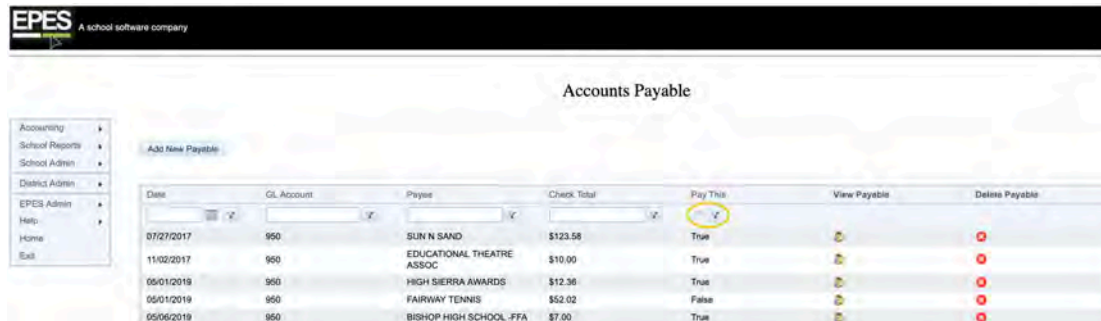 EPES A school software company
Accounts Payable
Accounting
School Reports
School Admin
District Admin
EPES Admin
Help
Home
Exit
Add New Payable
Date GL Account Payee Check Total Pay This View Payable Delete Payable
07/27/2017 950 SUN N SAND $123.58 True
11/02/2017 950 EDUCATIONAL THEATRE ASSOC $10.00 True
05/01/2019 950 HIGH SIERRA AWARDS $12.36 True
05/01/2019 950 FAIRWAY TENNIS $52.02 False
05/06/2019 950 BISHOP HIGH SCHOOL -FFA $7.00 True